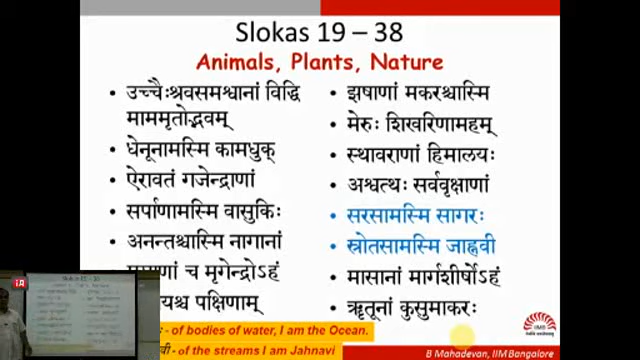 Slokas 19 – 38
Animals, Plants, Nature
• उच्चैःश्रवसमश्वानां विद्धि
माममृतोद्भवम्
• धेनूनामस्मि कामधुक्
• ऐरावतं गजेन्द्राणां
• सर्पाणामस्मि वासुकिः
• अनन्तश्चास्मि नागानां
च मृगेन्द्रोऽहं
पक्षिणाम्
• झषाणां मकरश्चास्मि
• मेरुः शिखरिणामहम्
• स्थावराणां हिमालयः
• अश्वत्थः सर्ववृक्षाणां
• सरसामस्मि सागरः
• स्रोतसामस्मि जाह्नवी
• मासानां मार्गशीर्षोऽहं
• ऋतूनां कुसुमाकरः
- of bodies of water, I am the Ocean.
- of the streams I am Jahnavi
IIMB
B Mahadevan, IIM Bangalore